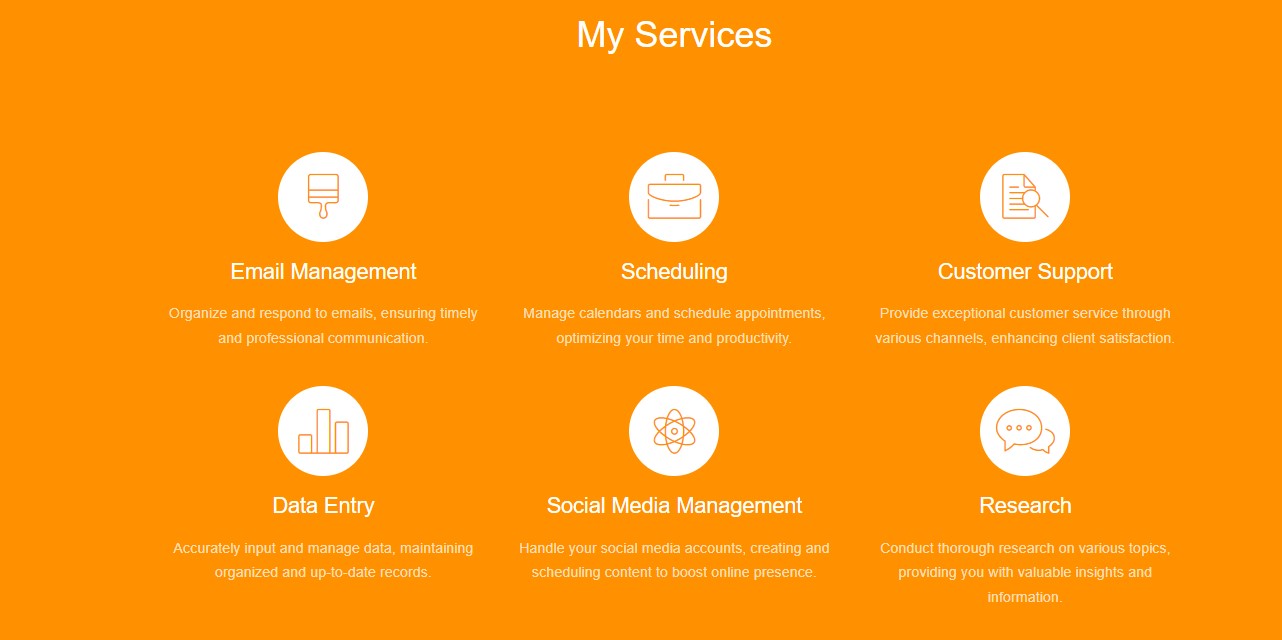 My Services
Email Management
Organize and respond to emails, ensuring timely
and professional communication.
Scheduling
Manage calendars and schedule appointments,
optimizing your time and productivity.
Customer Support
Provide exceptional customer service through
various channels, enhancing client satisfaction.
Data Entry
Accurately input and manage data, maintaining
organized and up-to-date records.
Social Media Management
Handle your social media accounts, creating and
scheduling content to boost online presence.
Research
Conduct thorough research on various topics,
providing you with valuable insights and
information.